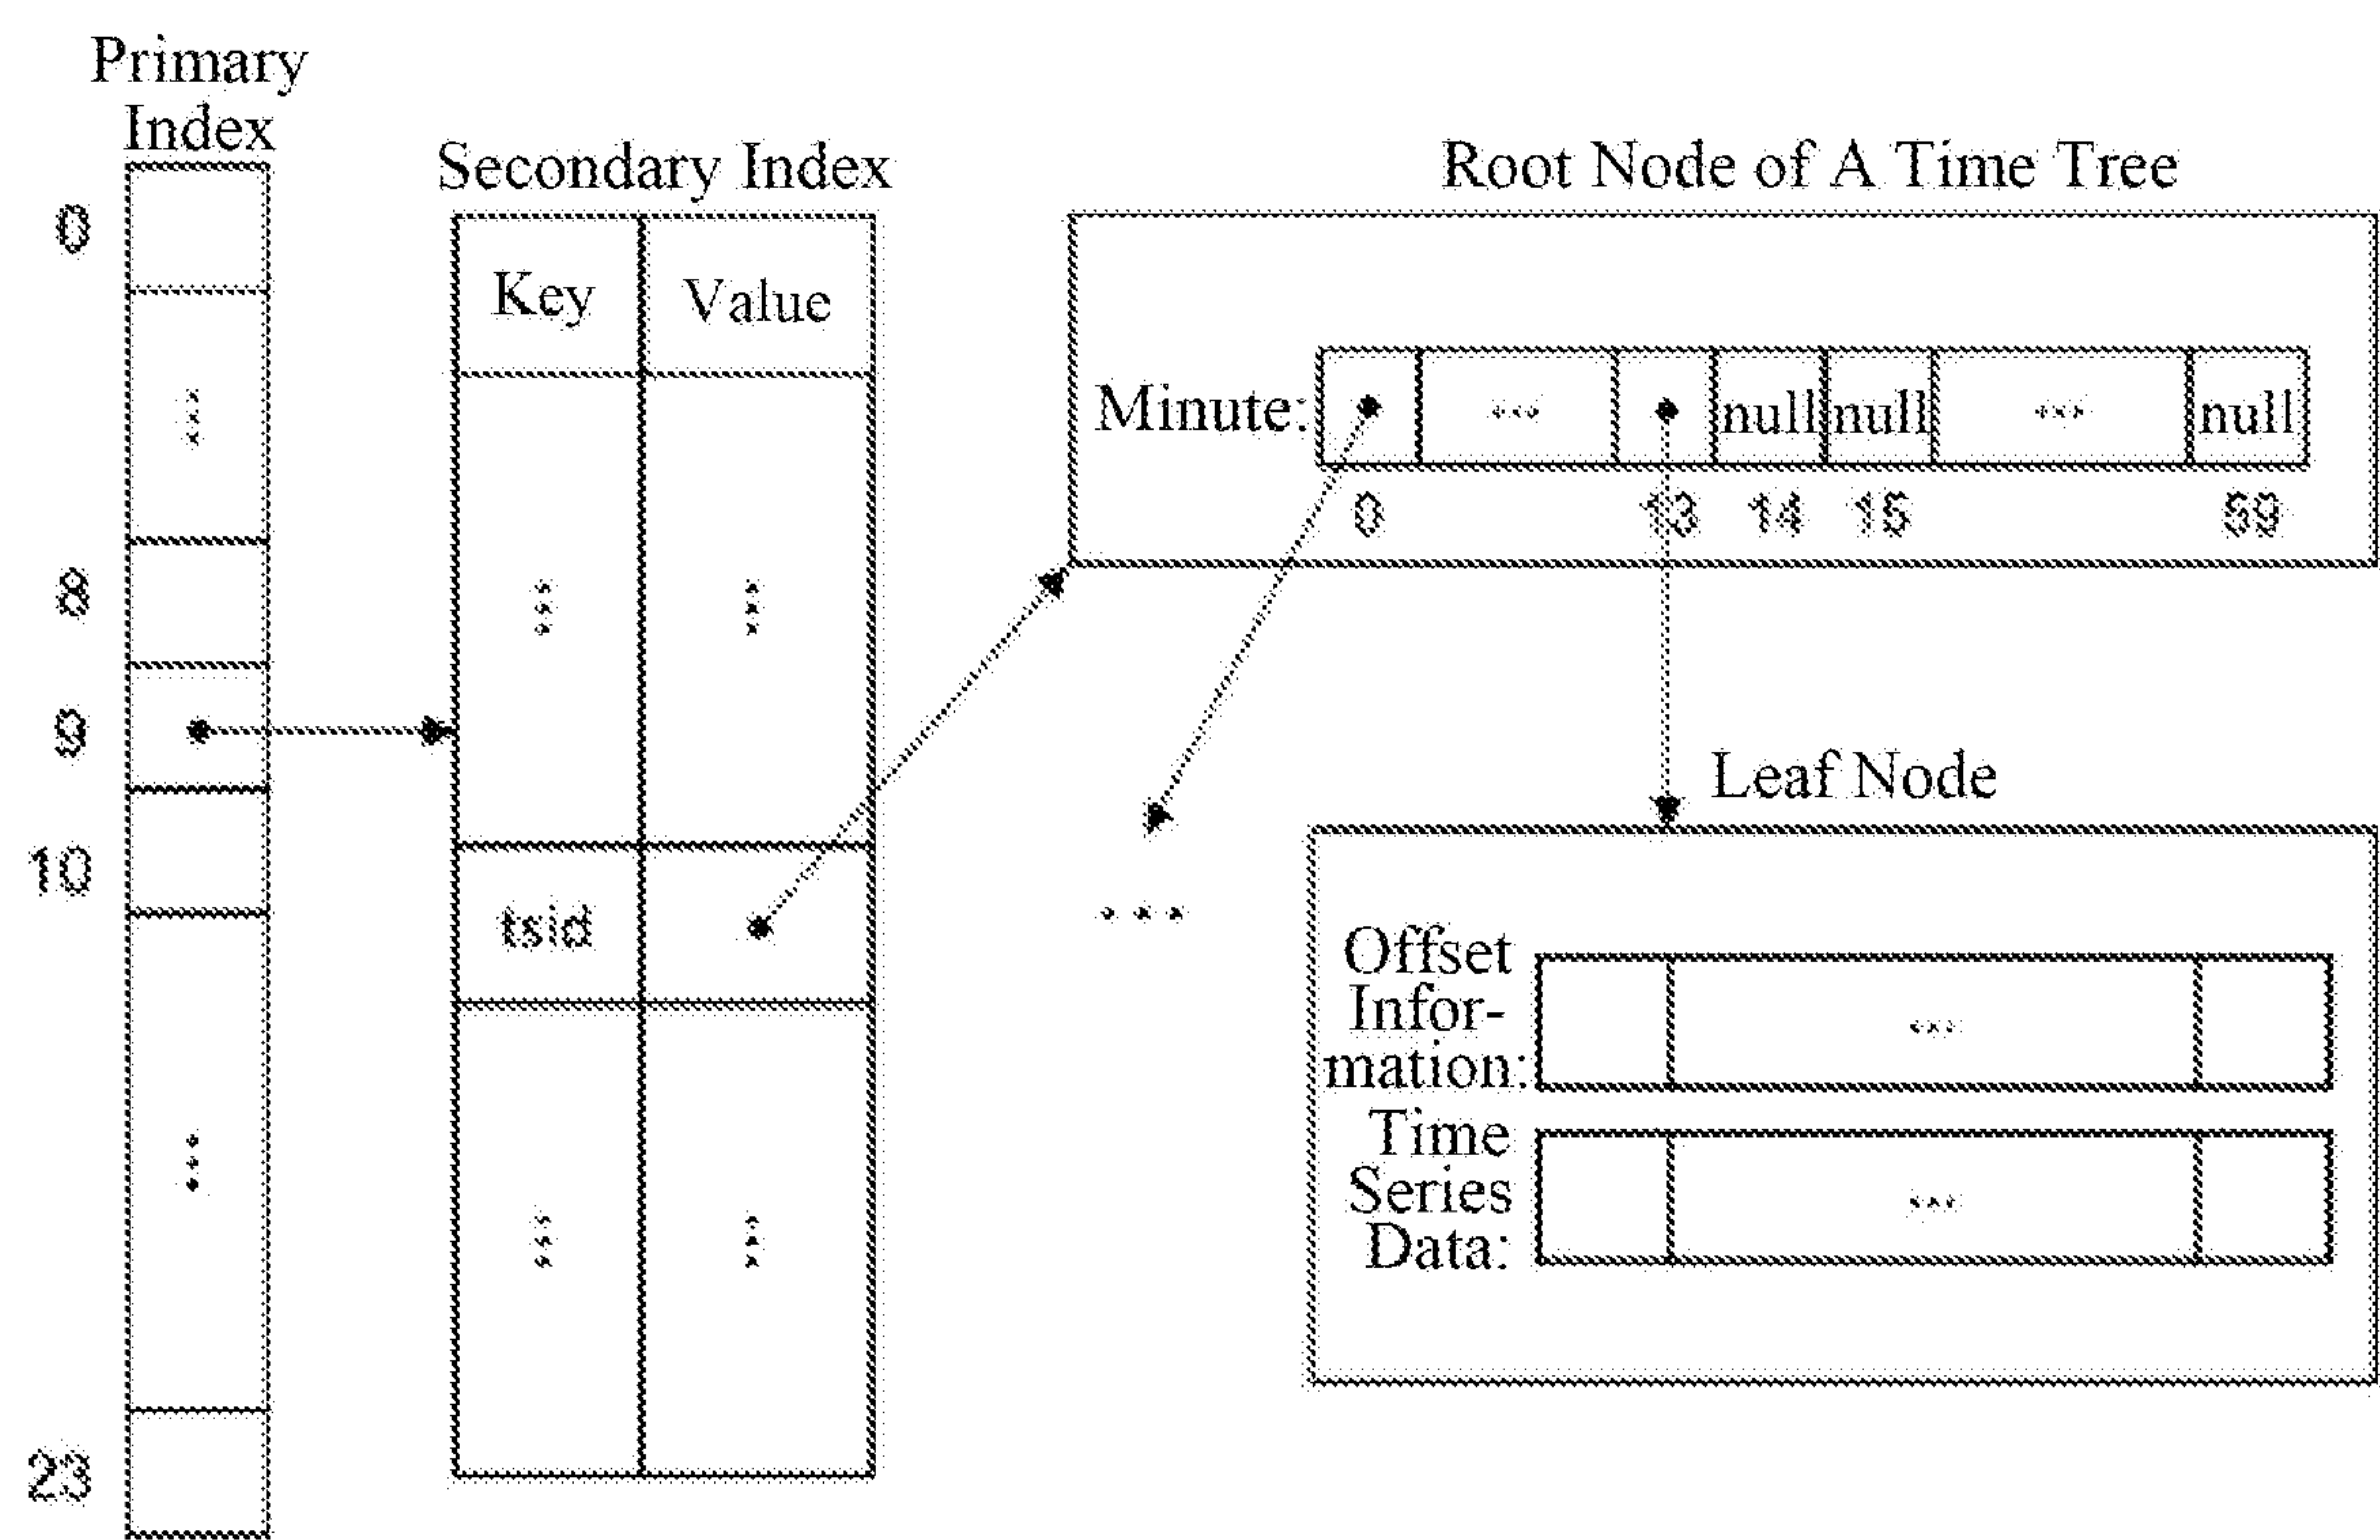 Primary
Index
0
8
9
10
23
Secondary Index
Key Value
tsid
Root Node of A Time Tree
Minute: null null null
0 13 14 15 59
Leaf Node
Offset
Infor-
mation:
Time
Series
Data: